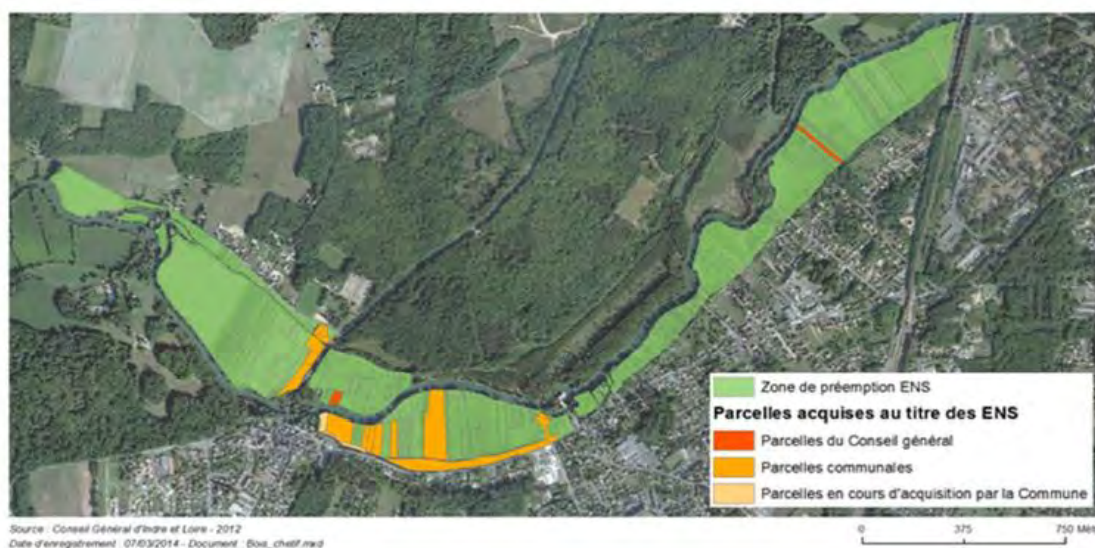 Zone de préemption ENS
Parcelles acquises au titre des ENS
Parcelles du Conseil général
Parcelles communales
Parcelles en cours d'acquisition par la Commune
Source : Conseil Général d'Indre et Loire - 2012
Date d'enregistrement : 07/03/2014 - Document : Bois_chetif.mxd
0 375 750 Mèt